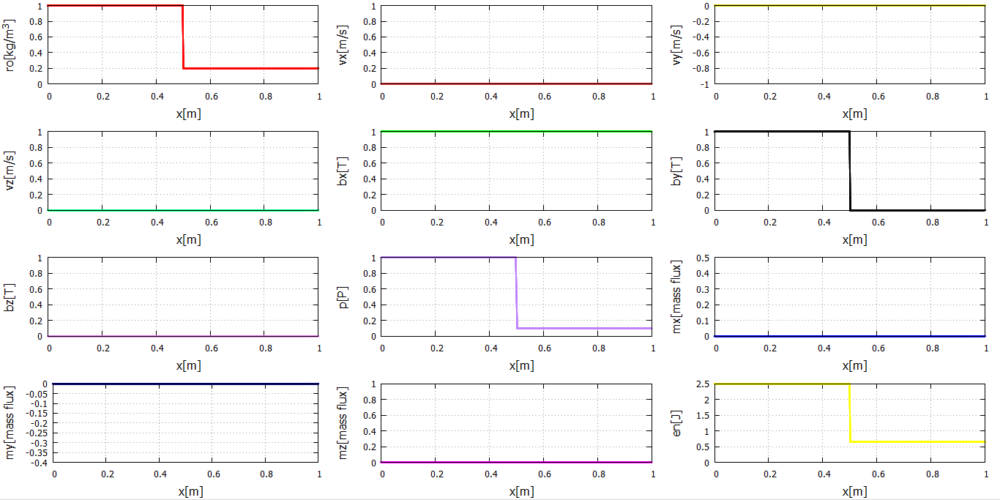 ro[kg/m³]
1
0.8
0.6
0.4
0.2
0
0 0.2 0.4 0.6 0.8 1
x[m]
vx[m/s]
1
0.8
0.6
0.4
0.2
0
0 0.2 0.4 0.6 0.8 1
x[m]
vy[m/s]
0
-0.2
-0.4
-0.6
-0.8
-1
0 0.2 0.4 0.6 0.8 1
x[m]
vz[m/s]
1
0.8
0.6
0.4
0.2
0
0 0.2 0.4 0.6 0.8 1
x[m]
bx[T]
1
0.8
0.6
0.4
0.2
0
0 0.2 0.4 0.6 0.8 1
x[m]
by[T]
1
0.8
0.6
0.4
0.2
0
0 0.2 0.4 0.6 0.8 1
x[m]
bz[T]
1
0.8
0.6
0.4
0.2
0
0 0.2 0.4 0.6 0.8 1
x[m]
p[P]
1
0.8
0.6
0.4
0.2
0
0 0.2 0.4 0.6 0.8 1
x[m]
mx[mass flux]
0.5
0.4
0.3
0.2
0.1
0
0 0.2 0.4 0.6 0.8 1
x[m]
my[mass flux]
0
-0.05
-0.1
-0.15
-0.2
-0.25
-0.3
-0.35
-0.4
0 0.2 0.4 0.6 0.8 1
x[m]
mz[mass flux]
1
0.8
0.6
0.4
0.2
0
0 0.2 0.4 0.6 0.8 1
x[m]
en[J]
2.5
2
1.5
1
0.5
0
0 0.2 0.4 0.6 0.8 1
x[m]